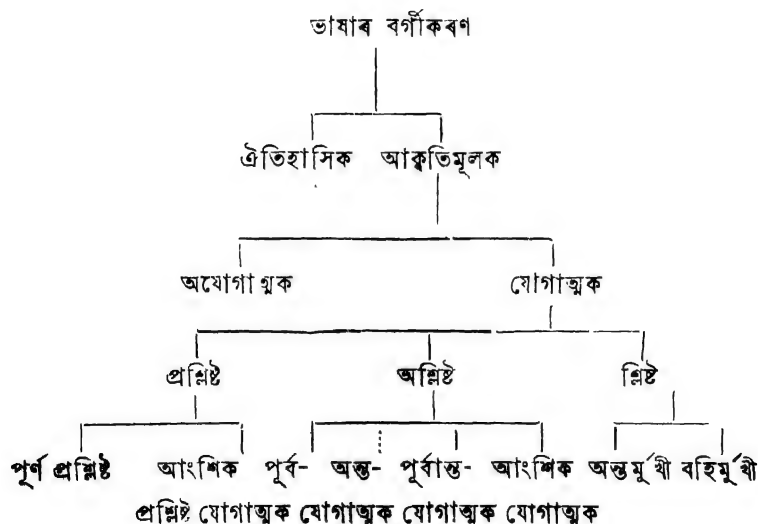 ভাষাৰ বৰ্গীকৰণ
ঐতিহাসিক আকৃতিমূলক
অযোগাত্মক যোগাত্মক
প্ৰশ্লিষ্ট অশ্লিষ্ট শ্লিষ্ট
পূৰ্ণ প্ৰশ্লিষ্ট আংশিক পূৰ্ব- অন্ত- পূৰ্বান্ত- আংশিক অন্তৰ্মুখী বহিৰ্মুখী
প্ৰশ্লিষ্ট যোগাত্মক যোগাত্মক যোগাত্মক যোগাত্মক